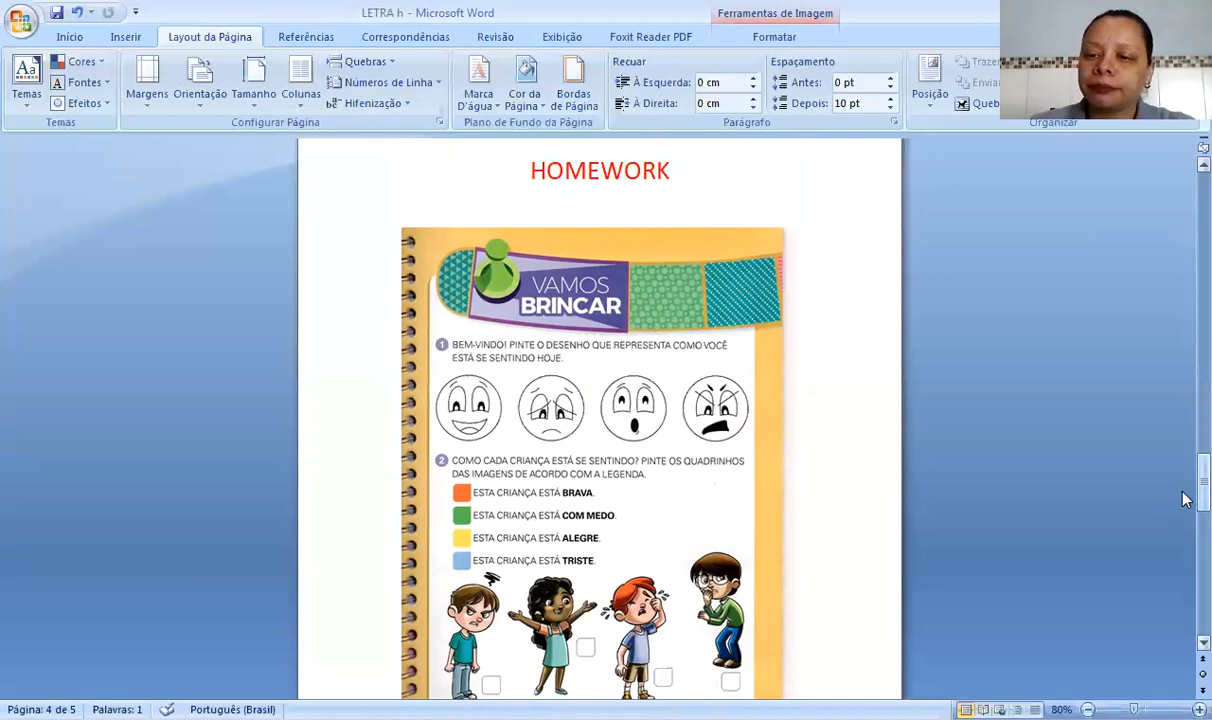 LETRA h - Microsoft Word
Ferramentas de Imagem
Início Inserir Layout da Página Referências Correspondências Revisão Exibição Foxit Reader PDF Formatar
Cores Quebras Recuar Espaçamento
Fontes Números de Linha À Esquerda: 0 cm Antes: 0 pt
Temas Efeitos Margens Orientação Tamanho Colunas Hifenização Marca D'água Cor da Página Bordas de Página À Direita: 0 cm Depois: 10 pt Posição
Temas Configurar Página Plano de Fundo da Página Parágrafo Organizar
HOMEWORK
VAMOS
BRINCAR
1 BEM-VINDO! PINTE O DESENHO QUE REPRESENTA COMO VOCÊ
ESTÁ SE SENTINDO HOJE.
2 COMO CADA CRIANÇA ESTÁ SE SENTINDO? PINTE OS QUADRINHOS
DAS IMAGENS DE ACORDO COM A LEGENDA.
ESTA CRIANÇA ESTÁ BRAVA.
ESTA CRIANÇA ESTÁ COM MEDO.
ESTA CRIANÇA ESTÁ ALEGRE.
ESTA CRIANÇA ESTÁ TRISTE.
Página: 4 de 5 Palavras: 1 Português (Brasil) 80%